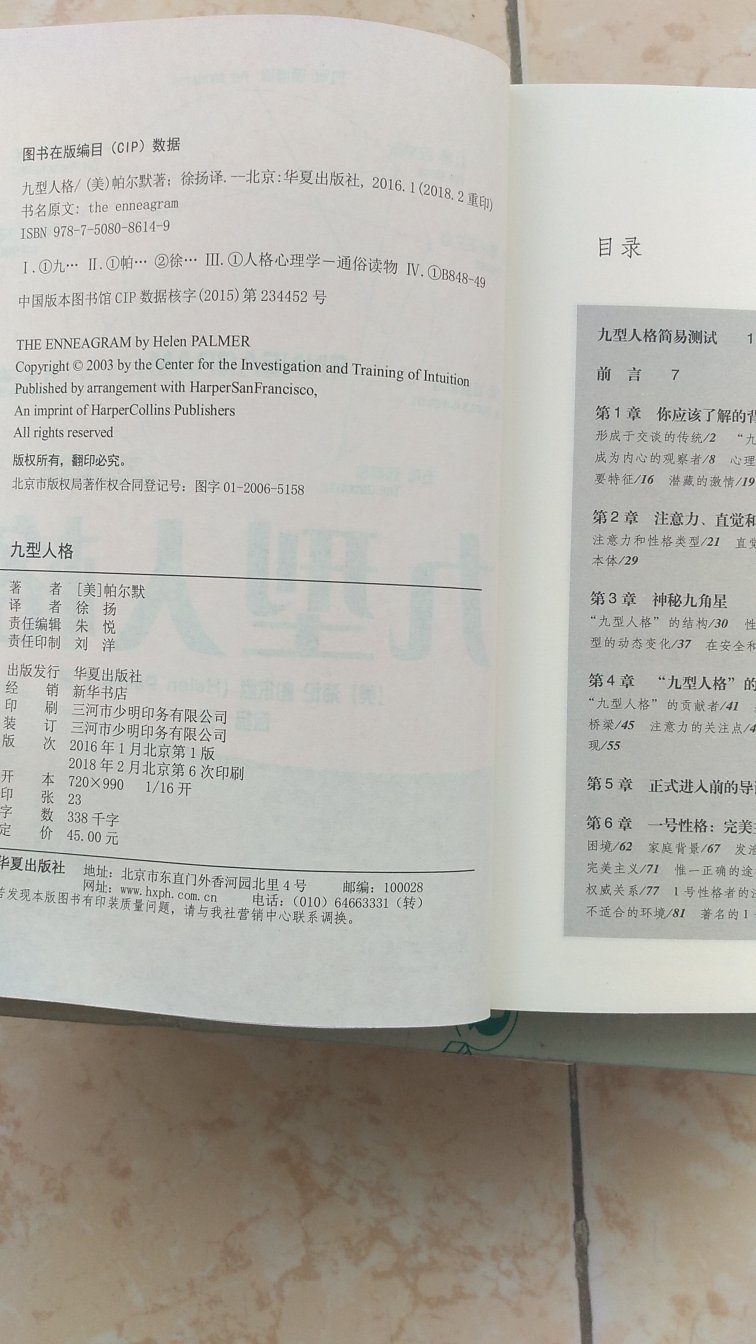 图书在版编目（CIP）数据
九型人格/（美）帕尔默著；徐扬译.--北京：华夏出版社，2016.1(2018.2重印)
书名原文：the enneagram
ISBN 978-7-5080-8614-9
Ⅰ.①九… Ⅱ.①帕… ②徐… Ⅲ.①人格心理学－通俗读物 Ⅳ.①B848-49
中国版本图书馆CIP数据核字(2015)第234452号
THE ENNEAGRAM by Helen PALMER
Copyright © 2003 by the Center for the Investigation and Training of Intuition
Published by arrangement with HarperSanFrancisco,
An imprint of HarperCollins Publishers
All rights reserved
版权所有，翻印必究。
北京市版权局著作权合同登记号：图字01-2006-5158
九型人格
著 者 [美]帕尔默
译 者 徐 扬
责任编辑 朱 悦
责任印制 刘 洋
出版发行 华夏出版社
经 销 新华书店
印 刷 三河市少明印务有限公司
装 订 三河市少明印务有限公司
版 次 2016年1月北京第1版
2018年2月北京第6次印刷
开 本 720×990 1/16开
印 张 23
字 数 338千字
定 价 45.00元
华夏出版社 地址：北京市东直门外香河园北里4号 邮编：100028
网址：www.hxph.com.cn 电话：（010）64663331（转）
发现本版图书有印装质量问题，请与我社营销中心联系调换。
目录
九型人格简易测试 1
前 言 7
第1章 你应该了解的
形成于交谈的传统/2 “九
成为内心的观察者/8 心理
要特征/16 潜藏的激情/19
第2章 注意力、直觉和
注意力和性格类型/21 直
本体/29
第3章 神秘九角星
“九型人格”的结构/30 性
型的动态变化/37 在安全和
第4章 “九型人格”的
“九型人格”的贡献者/41
桥梁/45 注意力的关注点/4
现/55
第5章 正式进入前的导
第6章 一号性格：完美
困境/62 家庭背景/67 发
完美主义/71 惟一正确的途
权威关系/77 1号性格者的
不适合的环境/81 著名的1